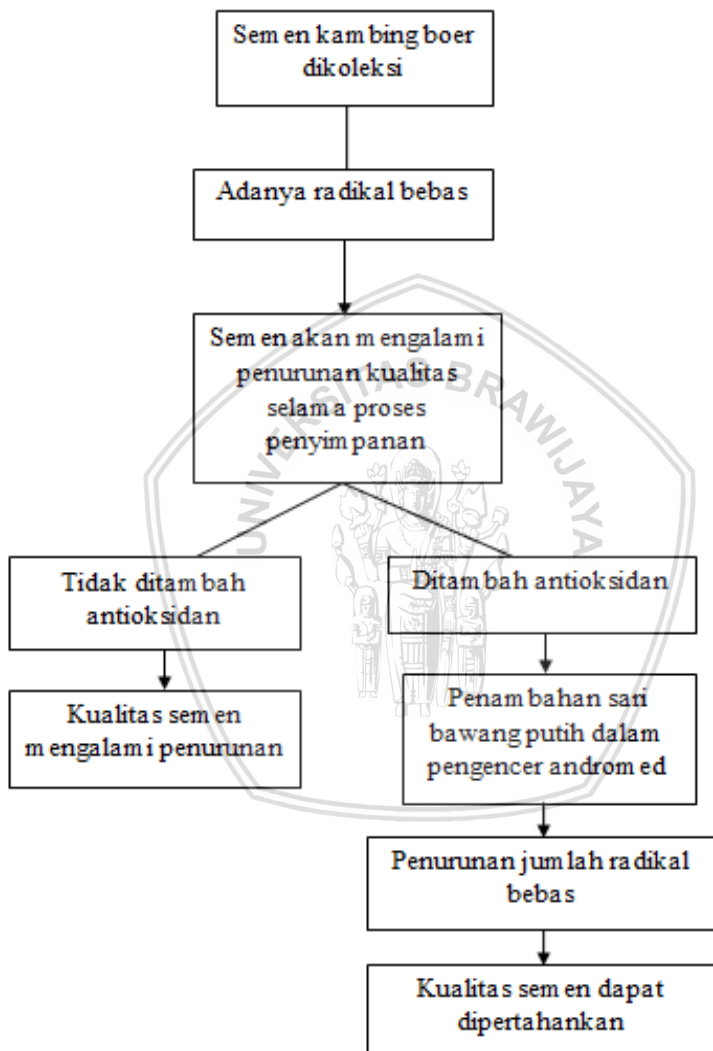 Semen kambing boer
dikoleksi
Adanya radikal bebas
Semen akan mengalami
penurunan kualitas
selama proses
penyimpanan
UNIVERSITAS BRAWIJAYA
Tidak ditambah
antioksidan
Ditambah antioksidan
Kualitas semen
mengalami penurunan
Penambahan sari
bawang putih dalam
pengencer andromed
Penurunan jumlah radikal
bebas
Kualitas semen dapat
dipertahankan